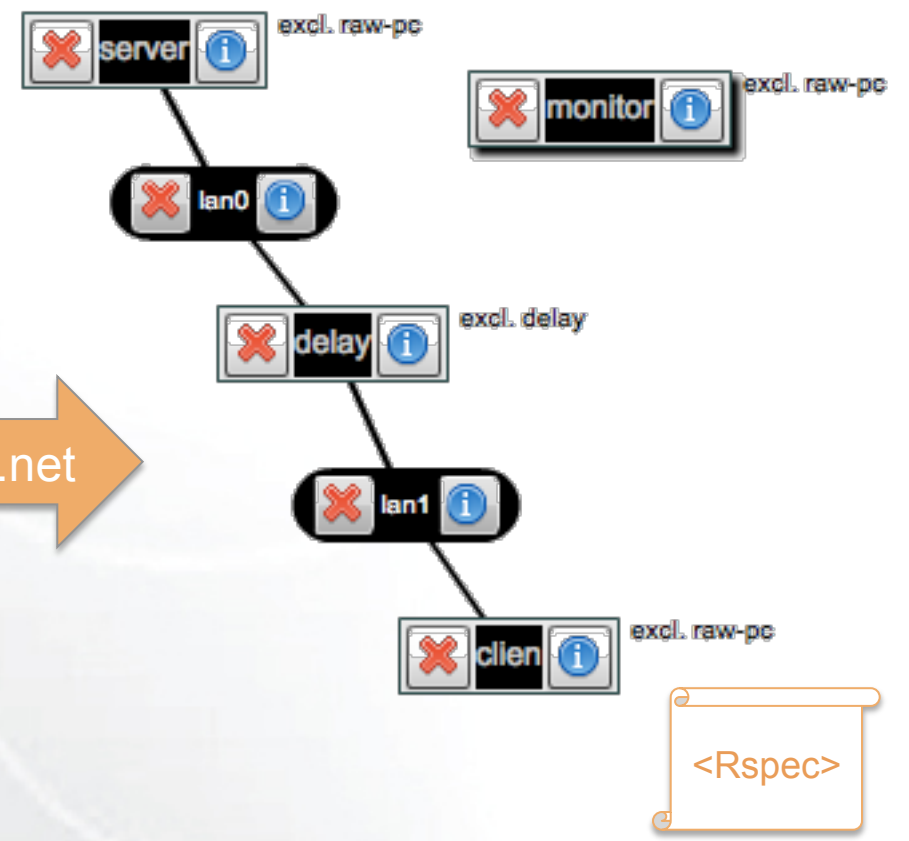 server
excl. raw-pc
monitor
excl. raw-pc
lan0
delay
excl. delay
.net
lan1
clien
excl. raw-pc
<Rspec>